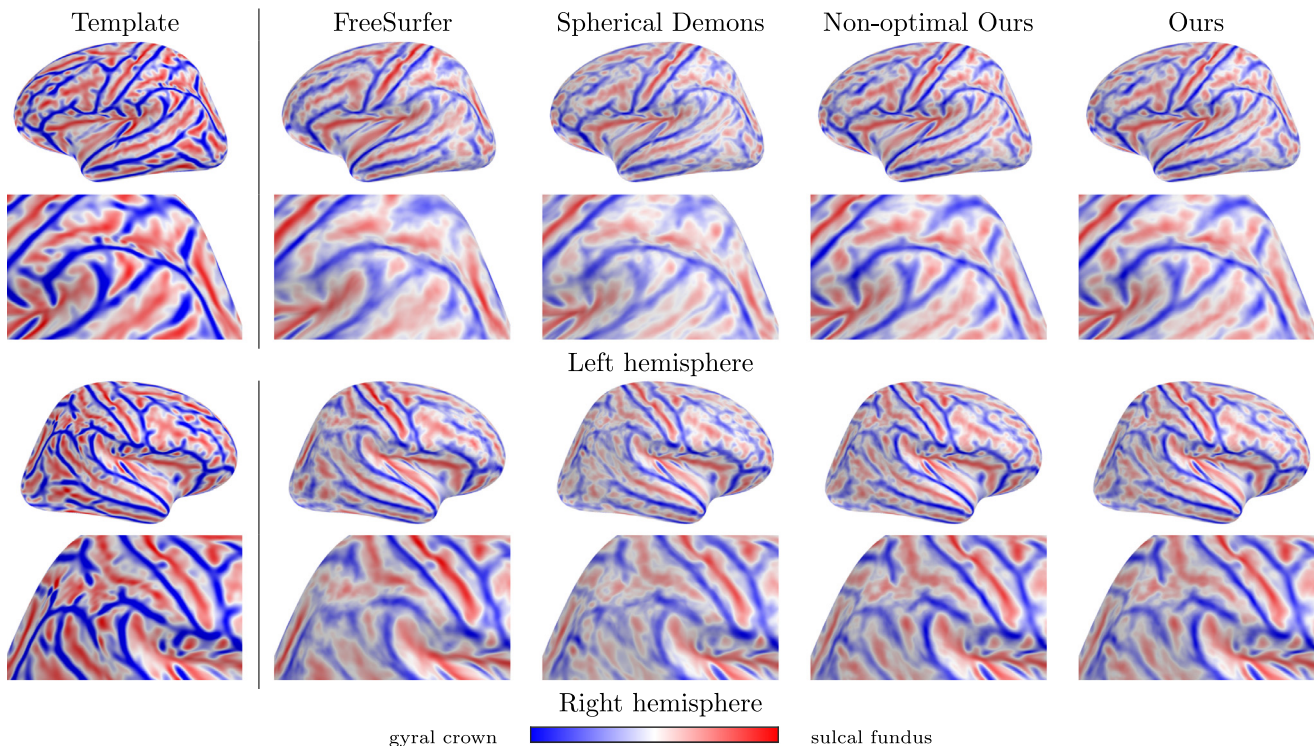 Template FreeSurfer Spherical Demons Non-optimal Ours Ours
Left hemisphere
Right hemisphere
gyral crown sulcal fundus